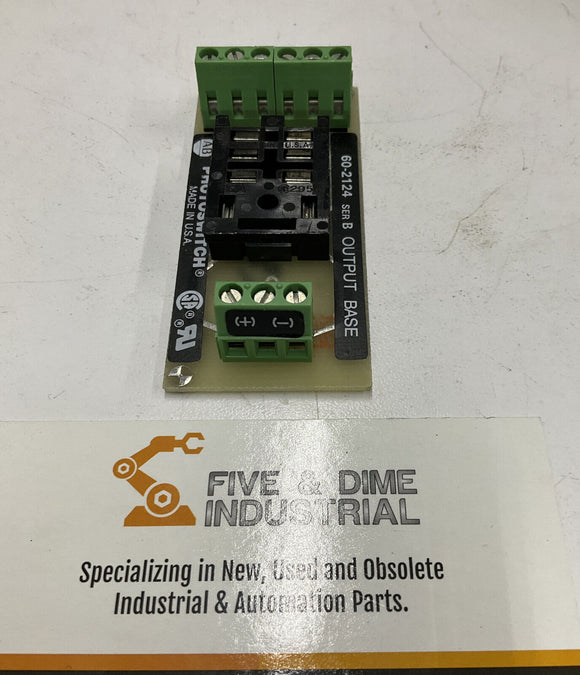 U.S.A.
AB PHOTOSWITCH®
MADE IN U.S.A.
60-2124 SER B OUTPUT BASE
(+) (-)
FIVE & DIME
INDUSTRIAL
Specializing in New, Used and Obsolete
Industrial & Automation Parts.